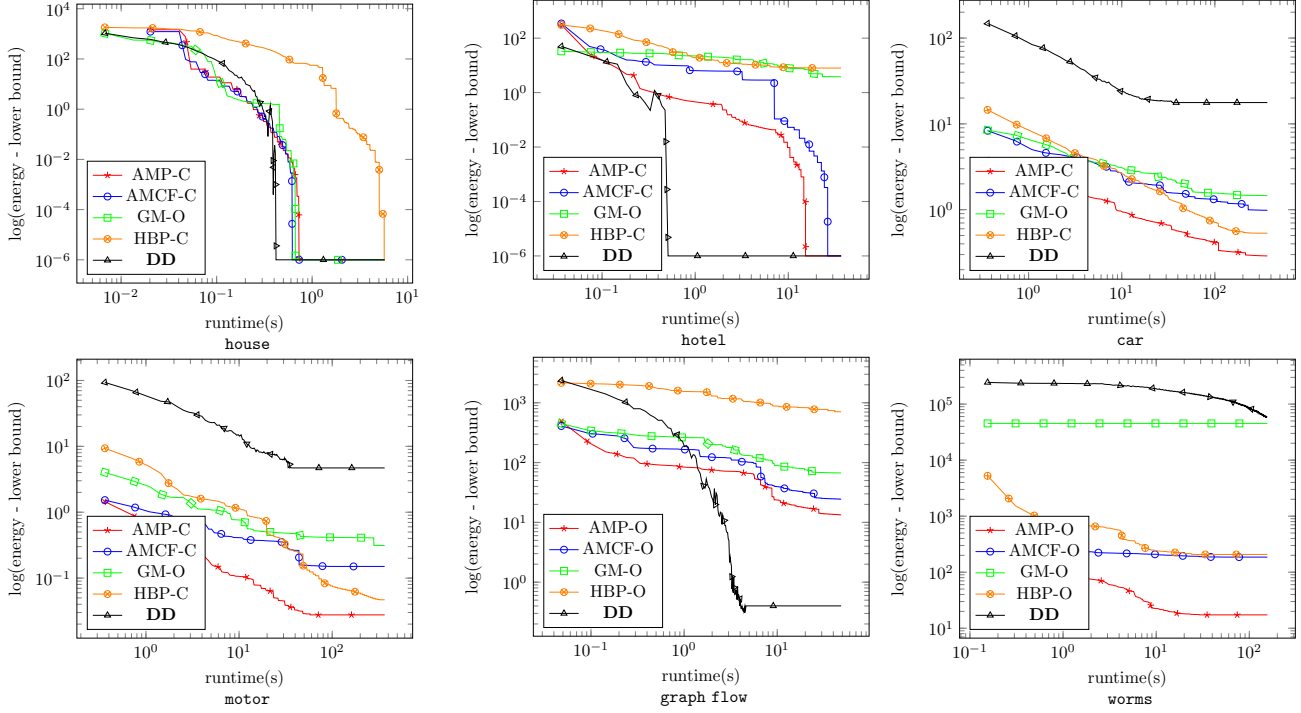 log(energy - lower bound)
10^4
10^2
10^0
10^−2
10^−4
10^−6
AMP-C
AMCF-C
GM-O
HBP-C
DD
10^−2 10^−1 10^0 10^1
runtime(s)
house
log(energy - lower bound)
10^2
10^0
10^−2
10^−4
10^−6
AMP-C
AMCF-C
GM-O
HBP-C
DD
10^−1 10^0 10^1
runtime(s)
hotel
log(energy - lower bound)
10^2
10^1
10^0
AMP-C
AMCF-C
GM-O
HBP-C
DD
10^0 10^1 10^2
runtime(s)
car
log(energy - lower bound)
10^2
10^1
10^0
10^−1
AMP-C
AMCF-C
GM-O
HBP-C
DD
10^0 10^1 10^2
runtime(s)
motor
log(energy - lower bound)
10^3
10^2
10^1
10^0
AMP-O
AMCF-O
GM-O
HBP-O
DD
10^−1 10^0 10^1
runtime(s)
graph flow
log(energy - lower bound)
10^5
10^4
10^3
10^2
10^1
AMP-O
AMCF-O
GM-O
HBP-O
DD
10^−1 10^0 10^1 10^2
runtime(s)
worms